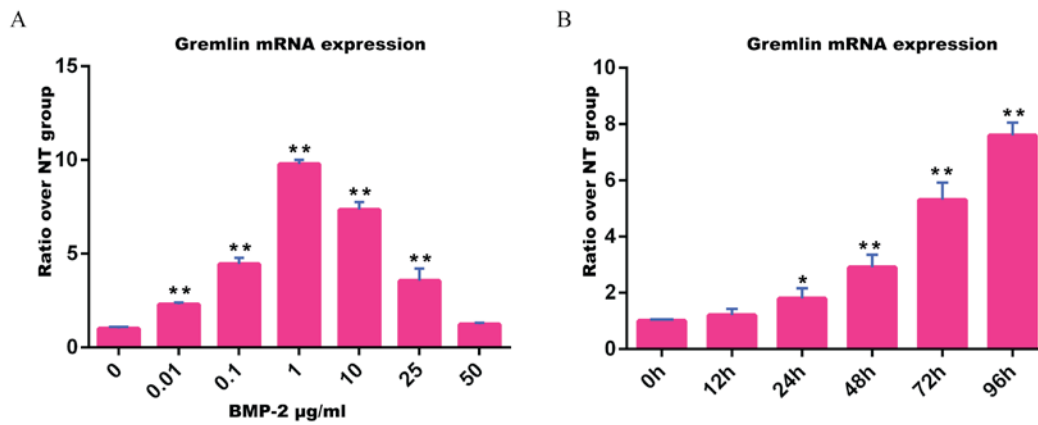 A
Gremlin mRNA expression
Ratio over NT group
15
10
5
0
**
**
**
**
**
0
0.01
0.1
1
10
25
50
BMP-2 µg/ml
B
Gremlin mRNA expression
Ratio over NT group
10
8
6
4
2
0
*
**
**
**
0h
12h
24h
48h
72h
96h